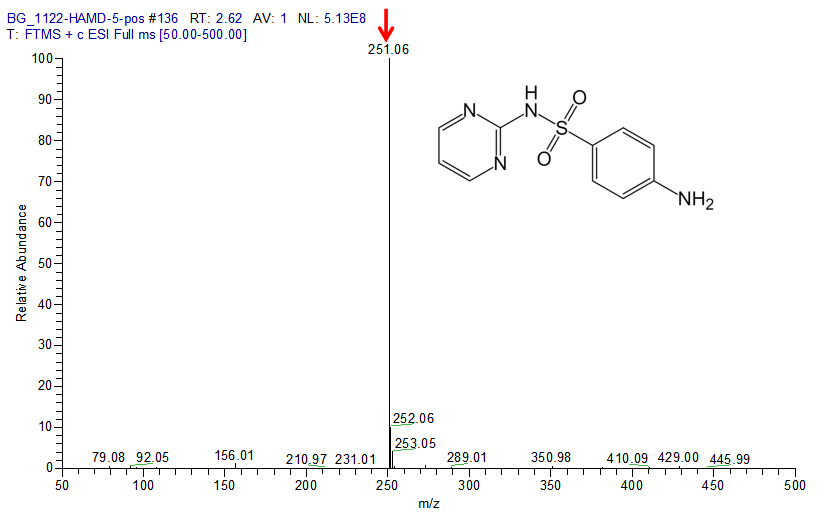 BG_1122-HAMD-5-pos #136 RT: 2.62 AV: 1 NL: 5.13E8
T: FTMS + c ESI Full ms [50.00-500.00]
251.06
100
90
80
70
60
50
40
30
20
10
0
Relative Abundance
H
N
N
N
O
S
O
NH2
252.06
253.05
79.08 92.05 156.01 210.97 231.01 289.01 350.98 410.09 429.00 445.99
50 100 150 200 250 300 350 400 450 500
m/z